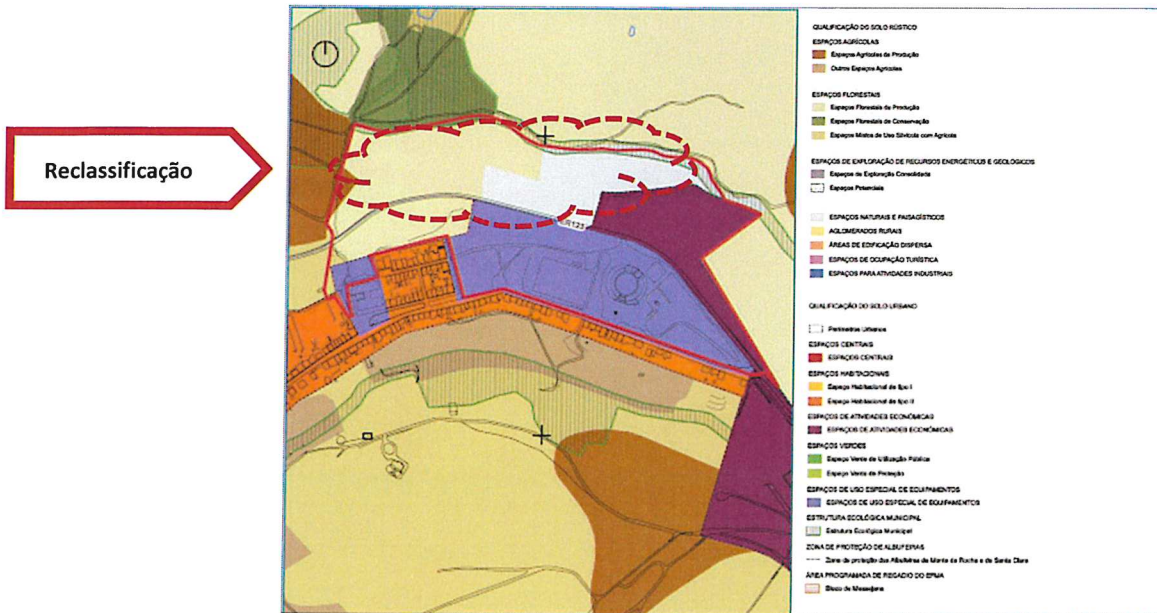 Reclassificação
ER123
QUALIFICAÇÃO DO SOLO RÚSTICO
ESPAÇOS AGRÍCOLAS
Espaços Agrícolas de Produção
Outros Espaços Agrícolas
ESPAÇOS FLORESTAIS
Espaços Florestais de Produção
Espaços Florestais de Conservação
Espaços Mistos de Uso Silvícola com Agrícola
ESPAÇOS DE EXPLORAÇÃO DE RECURSOS ENERGÉTICOS E GEOLÓGICOS
Espaços de Exploração Consolidada
Espaços Potenciais
ESPAÇOS NATURAIS E PAISAGÍSTICOS
AGLOMERADOS RURAIS
ÁREAS DE EDIFICAÇÃO DISPERSA
ESPAÇOS DE OCUPAÇÃO TURÍSTICA
ESPAÇOS PARA ATIVIDADES INDUSTRIAIS
QUALIFICAÇÃO DO SOLO URBANO
Perímetros Urbanos
ESPAÇOS CENTRAIS
ESPAÇOS CENTRAIS
ESPAÇOS HABITACIONAIS
Espaço Habitacional de tipo I
Espaço Habitacional de tipo II
ESPAÇOS DE ATIVIDADES ECONÓMICAS
ESPAÇOS DE ATIVIDADES ECONÓMICAS
ESPAÇOS VERDES
Espaço Verde de Utilização Pública
Espaço Verde de Proteção
ESPAÇOS DE USO ESPECIAL DE EQUIPAMENTOS
ESPAÇOS DE USO ESPECIAL DE EQUIPAMENTOS
ESTRUTURA ECOLÓGICA MUNICIPAL
Estrutura Ecológica Municipal
ZONA DE PROTEÇÃO DE ALBUFEIRAS
Zona de proteção das Albufeiras de Monte da Rocha e de Santa Clara
ÁREA PROGRAMADA DE REGADIO DO EFMA
Bloco de Messejana